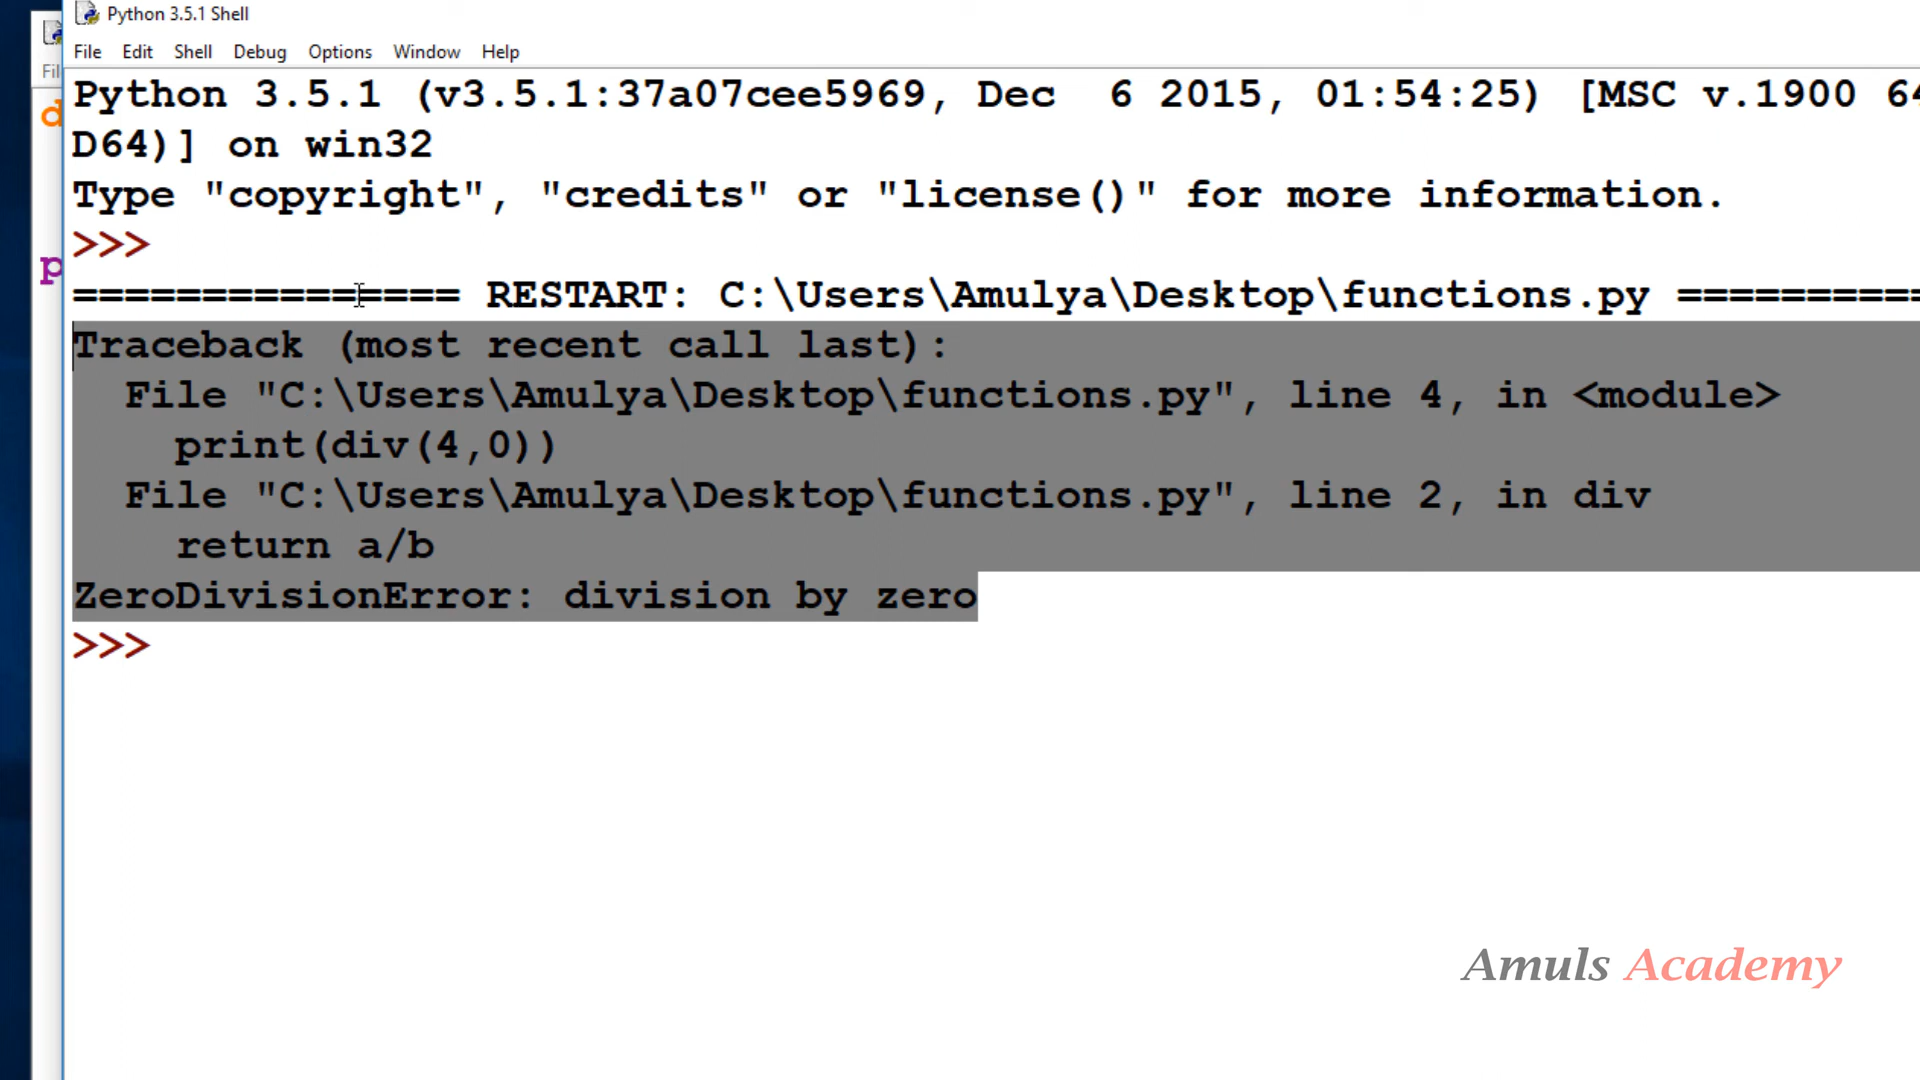 Python 3.5.1 Shell
File Edit Shell Debug Options Window Help
Fil
Python 3.5.1 (v3.5.1:37a07cee5969, Dec  6 2015, 01:54:25) [MSC v.1900 64
d
D64)] on win32
Type "copyright", "credits" or "license()" for more information.
>>>
p
=============== RESTART: C:\Users\Amulya\Desktop\functions.py ==========
Traceback (most recent call last):
  File "C:\Users\Amulya\Desktop\functions.py", line 4, in <module>
    print(div(4,0))
  File "C:\Users\Amulya\Desktop\functions.py", line 2, in div
    return a/b
ZeroDivisionError: division by zero
>>>
Amuls Academy